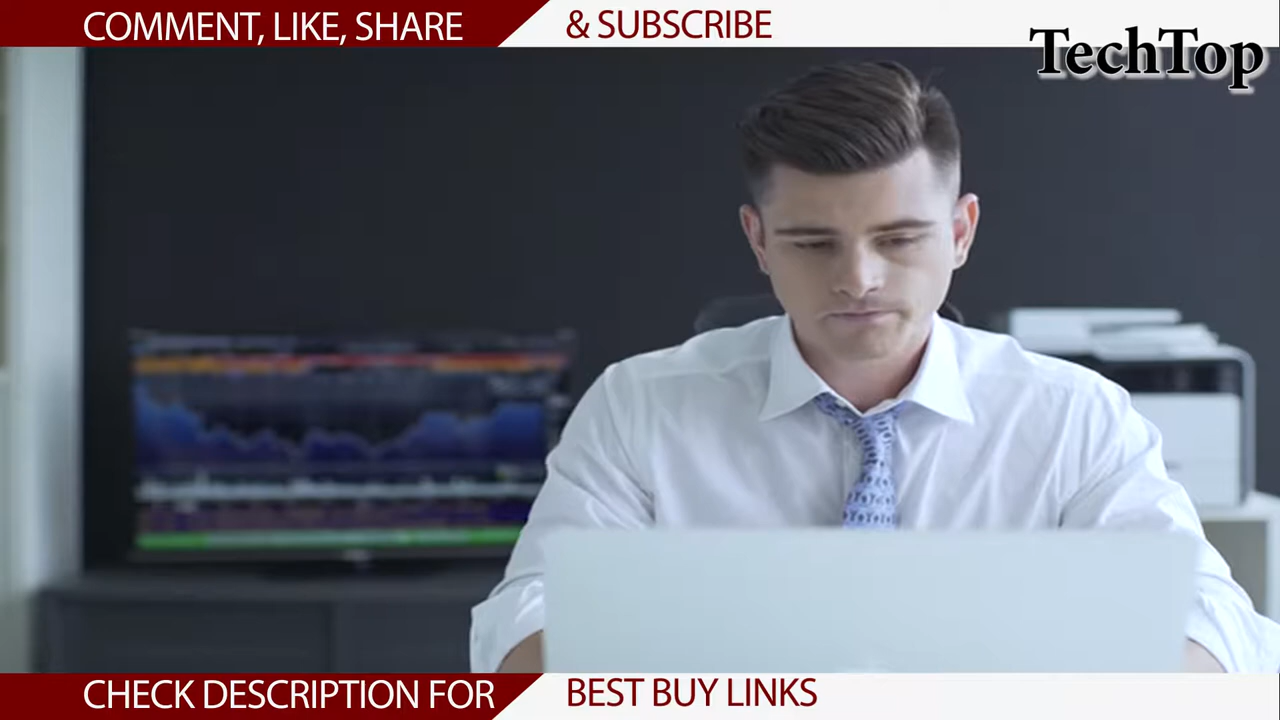 COMMENT, LIKE, SHARE & SUBSCRIBE
TechTop
CHECK DESCRIPTION FOR BEST BUY LINKS